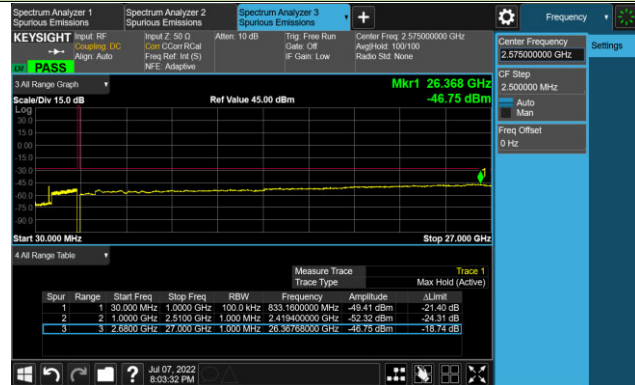 Spectrum Analyzer 1
Spurious Emissions
Spectrum Analyzer 2
Spurious Emissions
Spectrum Analyzer 3
Spurious Emissions
Frequency
KEYSIGHT
Input: RF
Coupling: DC
Align: Auto
Input Z: 50 Ω
Corr CCorr RCal
Freq Ref: Int (S)
NFE: Adaptive
Atten: 10 dB
Trig: Free Run
Gate: Off
IF Gain: Low
Center Freq: 2.575000000 GHz
Avg|Hold: 100/100
Radio Std: None
PASS
Center Frequency
2.575000000 GHz
Settings
CF Step
2.500000 MHz
Auto
Man
Freq Offset
0 Hz
3 All Range Graph
Mkr1 26.368 GHz
Scale/Div 15.0 dB
Ref Value 45.00 dBm
-46.75 dBm
Log
30.0
15.0
0.00
-15.0
-30.0
-45.0
-60.0
-75.0
-90.0
1
Start 30.000 MHz
Stop 27.000 GHz
4 All Range Table
Measure Trace Trace 1
Trace Type Max Hold (Active)
Spur Range Start Freq Stop Freq RBW Frequency Amplitude ΔLimit
1 1 30.000 MHz 1.0000 GHz 100.0 kHz 833.1600000 MHz -49.41 dBm -21.40 dB
2 2 1.0000 GHz 2.5100 GHz 1.000 MHz 2.419400000 GHz -52.32 dBm -24.31 dB
3 3 2.6800 GHz 27.000 GHz 1.000 MHz 26.36768000 GHz -46.75 dBm -18.74 dB
?
Jul 07, 2022
8:03:32 PM